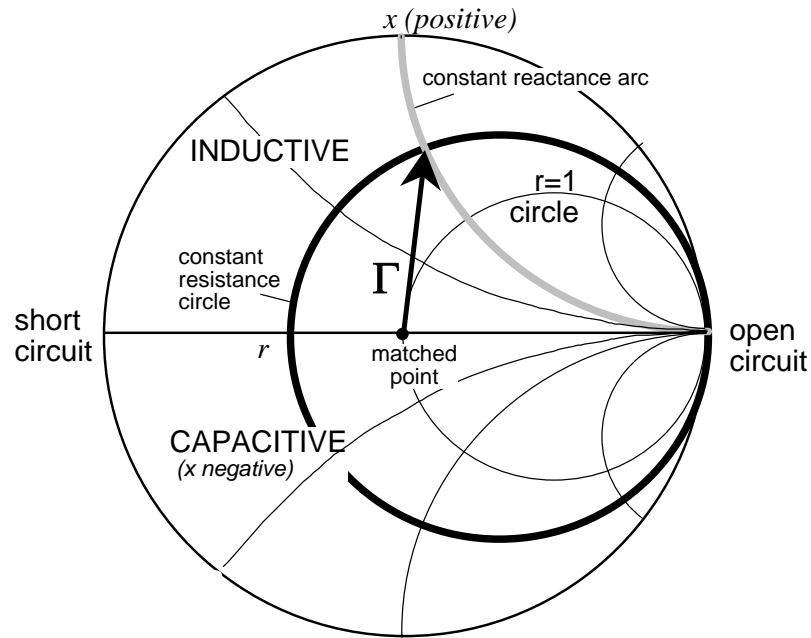 x (positive)
constant reactance arc
INDUCTIVE
r=1
circle
constant
resistance
circle
Γ
short
circuit
r
matched
point
open
circuit
CAPACITIVE
(x negative)